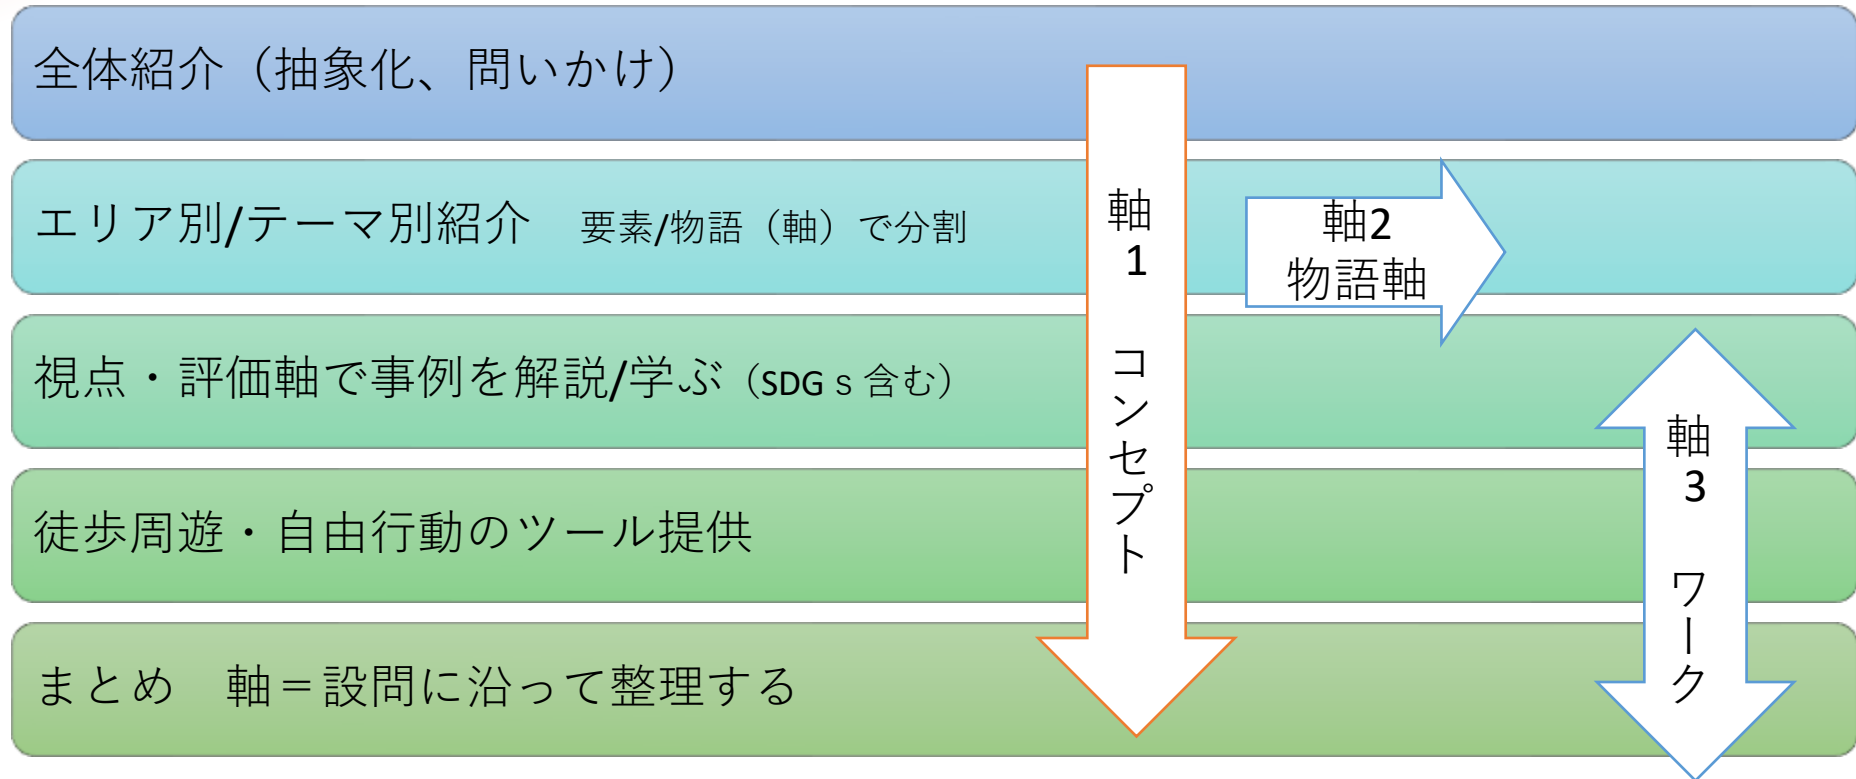 全体紹介（抽象化、問いかけ）
エリア別/テーマ別紹介　要素/物語（軸）で分割
視点・評価軸で事例を解説/学ぶ（SDGｓ含む）
徒歩周遊・自由行動のツール提供
まとめ　軸＝設問に沿って整理する
軸1　コンセプト
軸2
物語軸
軸3　ワーク